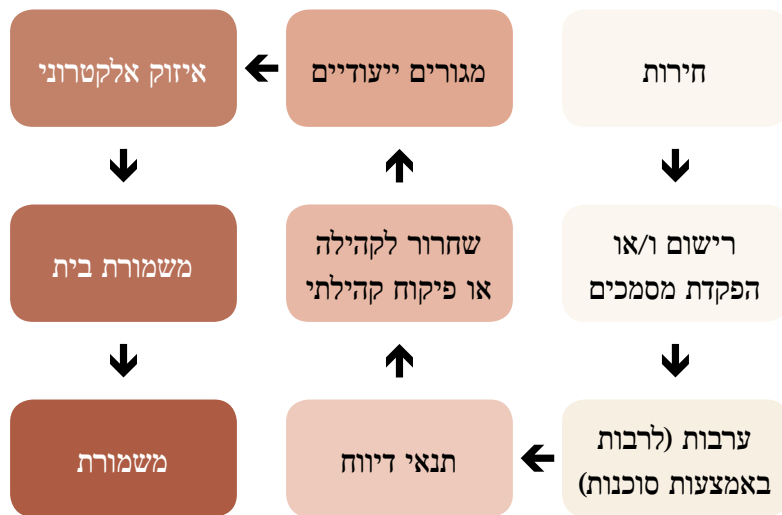 חירות
רישום ו/או
הפקדת מסמכים
ערבות (לרבות
באמצעות סוכנות)
תנאי דיווח
שחרור לקהילה
או פיקוח קהילתי
מגורים ייעודיים
איזוק אלקטרוני
משמורת בית
משמורת